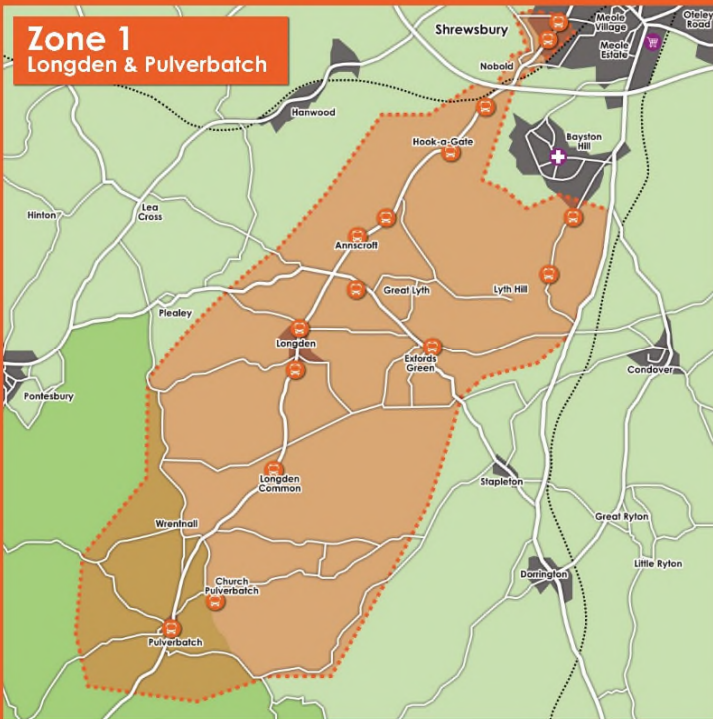 Zone 1
Longden & Pulverbatch
Shrewsbury
Meole
Village
Oteley
Road
Meole
Estate
Nobold
Hanwood
Hook-a-Gate
Bayston
Hill
Hinton
Lea
Cross
Annscroft
Great Lyth
Lyth Hill
Plealey
Longden
Exfords
Green
Condover
Pontesbury
Longden
Common
Stapleton
Wrentnall
Great Ryton
Little Ryton
Dorrington
Church
Pulverbatch
Pulverbatch